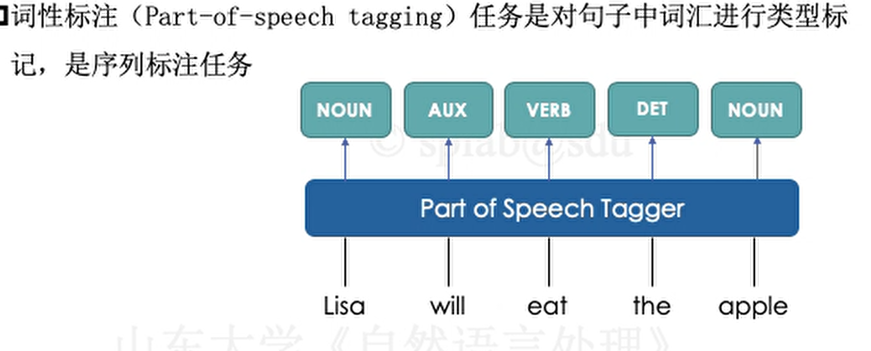 词性标注（Part-of-speech tagging）任务是对句子中词汇进行类型标
记，是序列标注任务
NOUN AUX VERB DET NOUN
© splab@sdu
Part of Speech Tagger
Lisa will eat the apple
山东大学《自然语言处理》